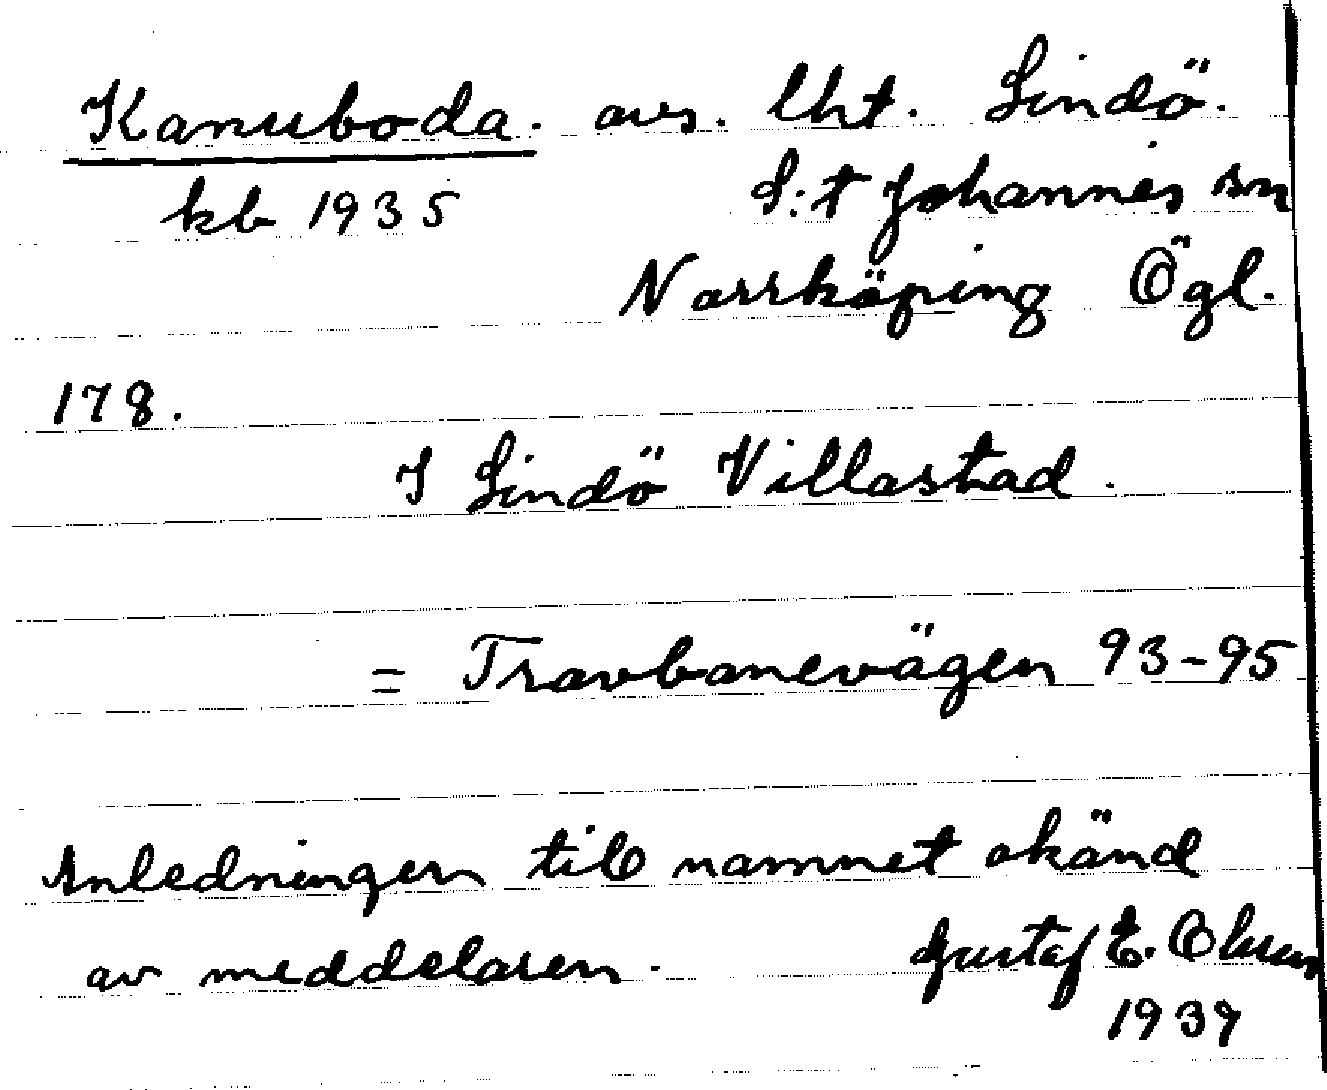 Kanuboda. avs. lht. Lindö.
kb 1935 S:t Johannes sn
Norrköping Ögl.
178.
I Lindö Villastad.
= Travbanevägen 93-95
Anledningen till namnet okänd
av meddelaren. Gustaf E. Olsson
1939